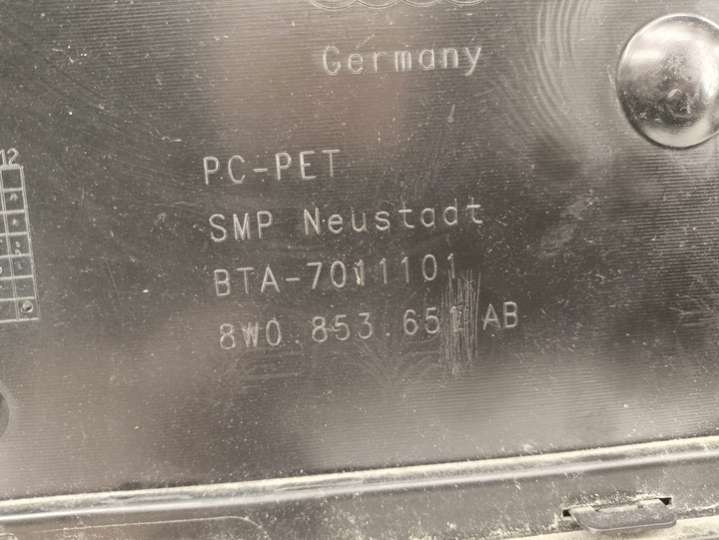 Germany
12
PC-PET
SMP Neustadt
BTA-7011101
8W0.853.651 AB